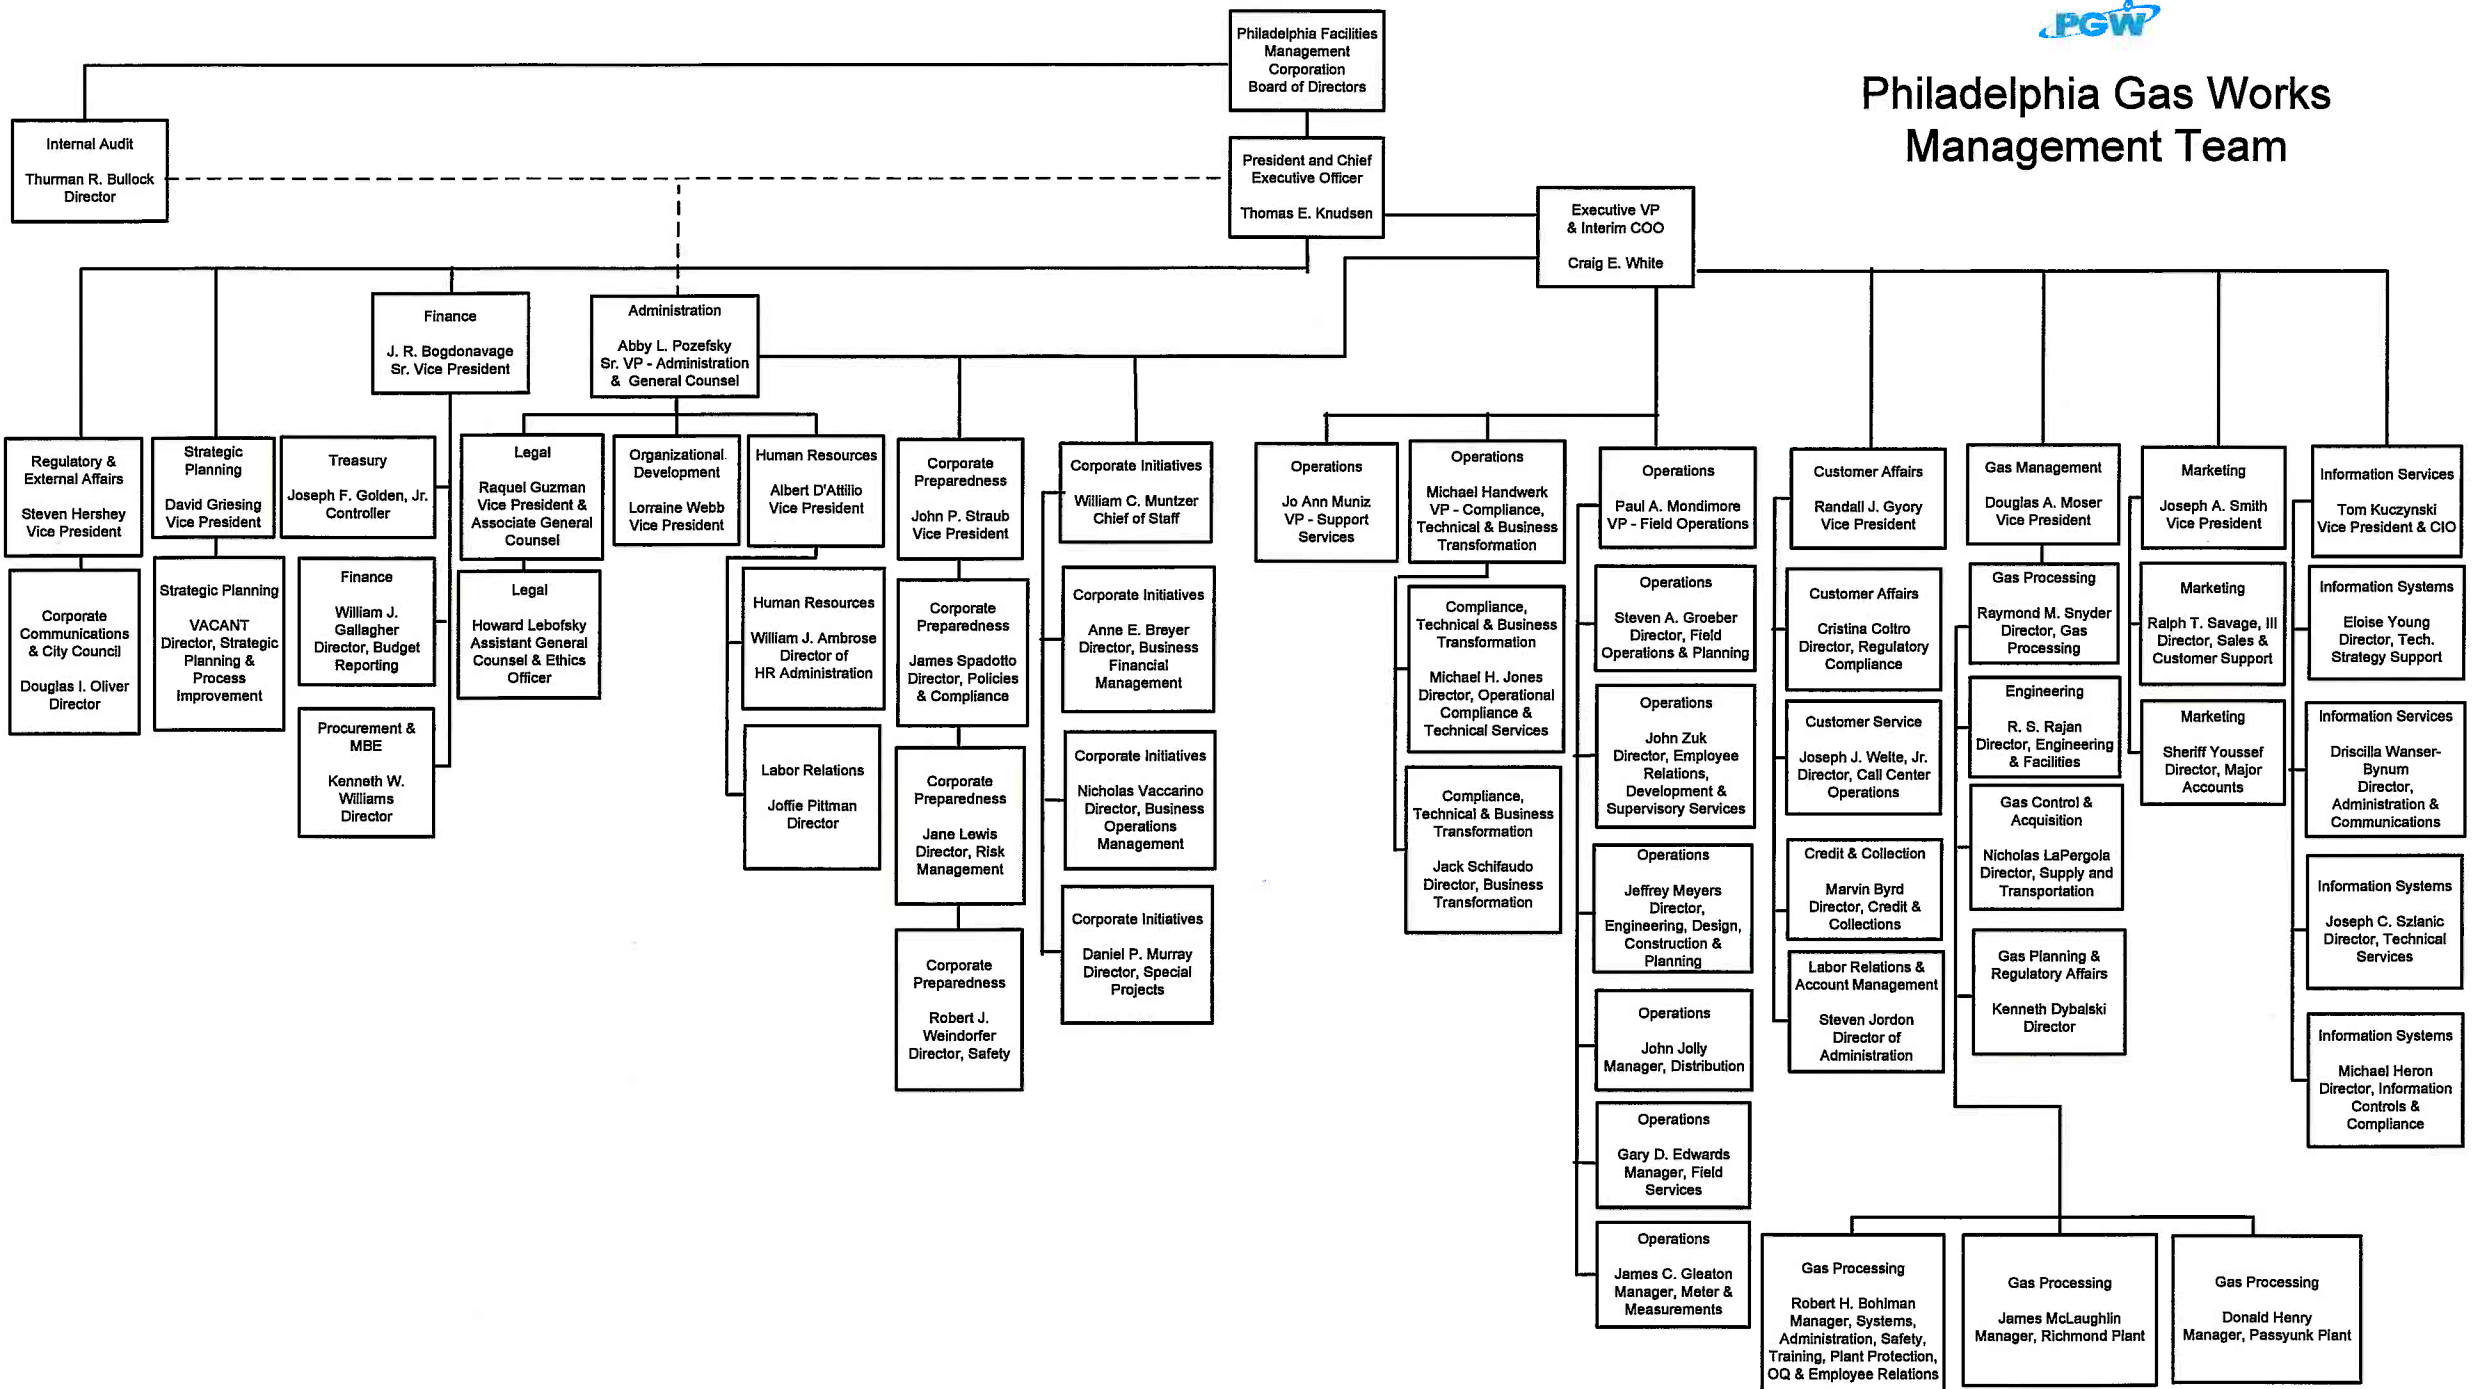 PGW
Philadelphia Gas Works
Management Team
Philadelphia Facilities
Management
Corporation
Board of Directors
Internal Audit
Thurman R. Bullock
Director
President and Chief
Executive Officer
Thomas E. Knudsen
Executive VP
& Interim COO
Craig E. White
Finance
J. R. Bogdonavage
Sr. Vice President
Administration
Abby L. Pozefsky
Sr. VP - Administration
& General Counsel
Regulatory &
External Affairs
Steven Hershey
Vice President
Corporate
Communications
& City Council
Douglas I. Oliver
Director
Strategic
Planning
David Griesing
Vice President
Strategic Planning
VACANT
Director, Strategic
Planning &
Process
Improvement
Treasury
Joseph F. Golden, Jr.
Controller
Finance
William J.
Gallagher
Director, Budget
Reporting
Procurement &
MBE
Kenneth W.
Williams
Director
Legal
Raquel Guzman
Vice President &
Associate General
Counsel
Legal
Howard Lebofsky
Assistant General
Counsel & Ethics
Officer
Organizational
Development
Lorraine Webb
Vice President
Human Resources
Albert D'Attilio
Vice President
Human Resources
William J. Ambrose
Director of
HR Administration
Labor Relations
Joffie Pittman
Director
Corporate
Preparedness
John P. Straub
Vice President
Corporate
Preparedness
James Spadotto
Director, Policies
& Compliance
Corporate
Preparedness
Jane Lewis
Director, Risk
Management
Corporate
Preparedness
Robert J.
Weindorfer
Director, Safety
Corporate Initiatives
William C. Muntzer
Chief of Staff
Corporate Initiatives
Anne E. Breyer
Director, Business
Financial
Management
Corporate Initiatives
Nicholas Vaccarino
Director, Business
Operations
Management
Corporate Initiatives
Daniel P. Murray
Director, Special
Projects
Operations
Jo Ann Muniz
VP - Support
Services
Operations
Michael Handwerk
VP - Compliance,
Technical & Business
Transformation
Compliance,
Technical & Business
Transformation
Michael H. Jones
Director, Operational
Compliance &
Technical Services
Compliance,
Technical & Business
Transformation
Jack Schifaudo
Director, Business
Transformation
Operations
Paul A. Mondimore
VP - Field Operations
Operations
Steven A. Groeber
Director, Field
Operations & Planning
Operations
John Zuk
Director, Employee
Relations,
Development &
Supervisory Services
Operations
Jeffrey Meyers
Director,
Engineering, Design,
Construction &
Planning
Operations
John Jolly
Manager, Distribution
Operations
Gary D. Edwards
Manager, Field
Services
Operations
James C. Gleaton
Manager, Meter &
Measurements
Customer Affairs
Randall J. Gyory
Vice President
Customer Affairs
Cristina Coltro
Director, Regulatory
Compliance
Customer Service
Joseph J. Welte, Jr.
Director, Call Center
Operations
Credit & Collection
Marvin Byrd
Director, Credit &
Collections
Labor Relations &
Account Management
Steven Jordon
Director of
Administration
Gas Management
Douglas A. Moser
Vice President
Gas Processing
Raymond M. Snyder
Director, Gas
Processing
Engineering
R. S. Rajan
Director, Engineering
& Facilities
Gas Control &
Acquisition
Nicholas LaPergola
Director, Supply and
Transportation
Gas Planning &
Regulatory Affairs
Kenneth Dybalski
Director
Marketing
Joseph A. Smith
Vice President
Marketing
Ralph T. Savage, III
Director, Sales &
Customer Support
Marketing
Sheriff Youssef
Director, Major
Accounts
Information Services
Tom Kuczynski
Vice President & CIO
Information Systems
Eloise Young
Director, Tech.
Strategy Support
Information Services
Driscilla Wanser-
Bynum
Director,
Administration &
Communications
Information Systems
Joseph C. Szlanic
Director, Technical
Services
Information Systems
Michael Heron
Director, Information
Controls &
Compliance
Gas Processing
Robert H. Bohlman
Manager, Systems,
Administration, Safety,
Training, Plant Protection,
OQ & Employee Relations
Gas Processing
James McLaughlin
Manager, Richmond Plant
Gas Processing
Donald Henry
Manager, Passyunk Plant